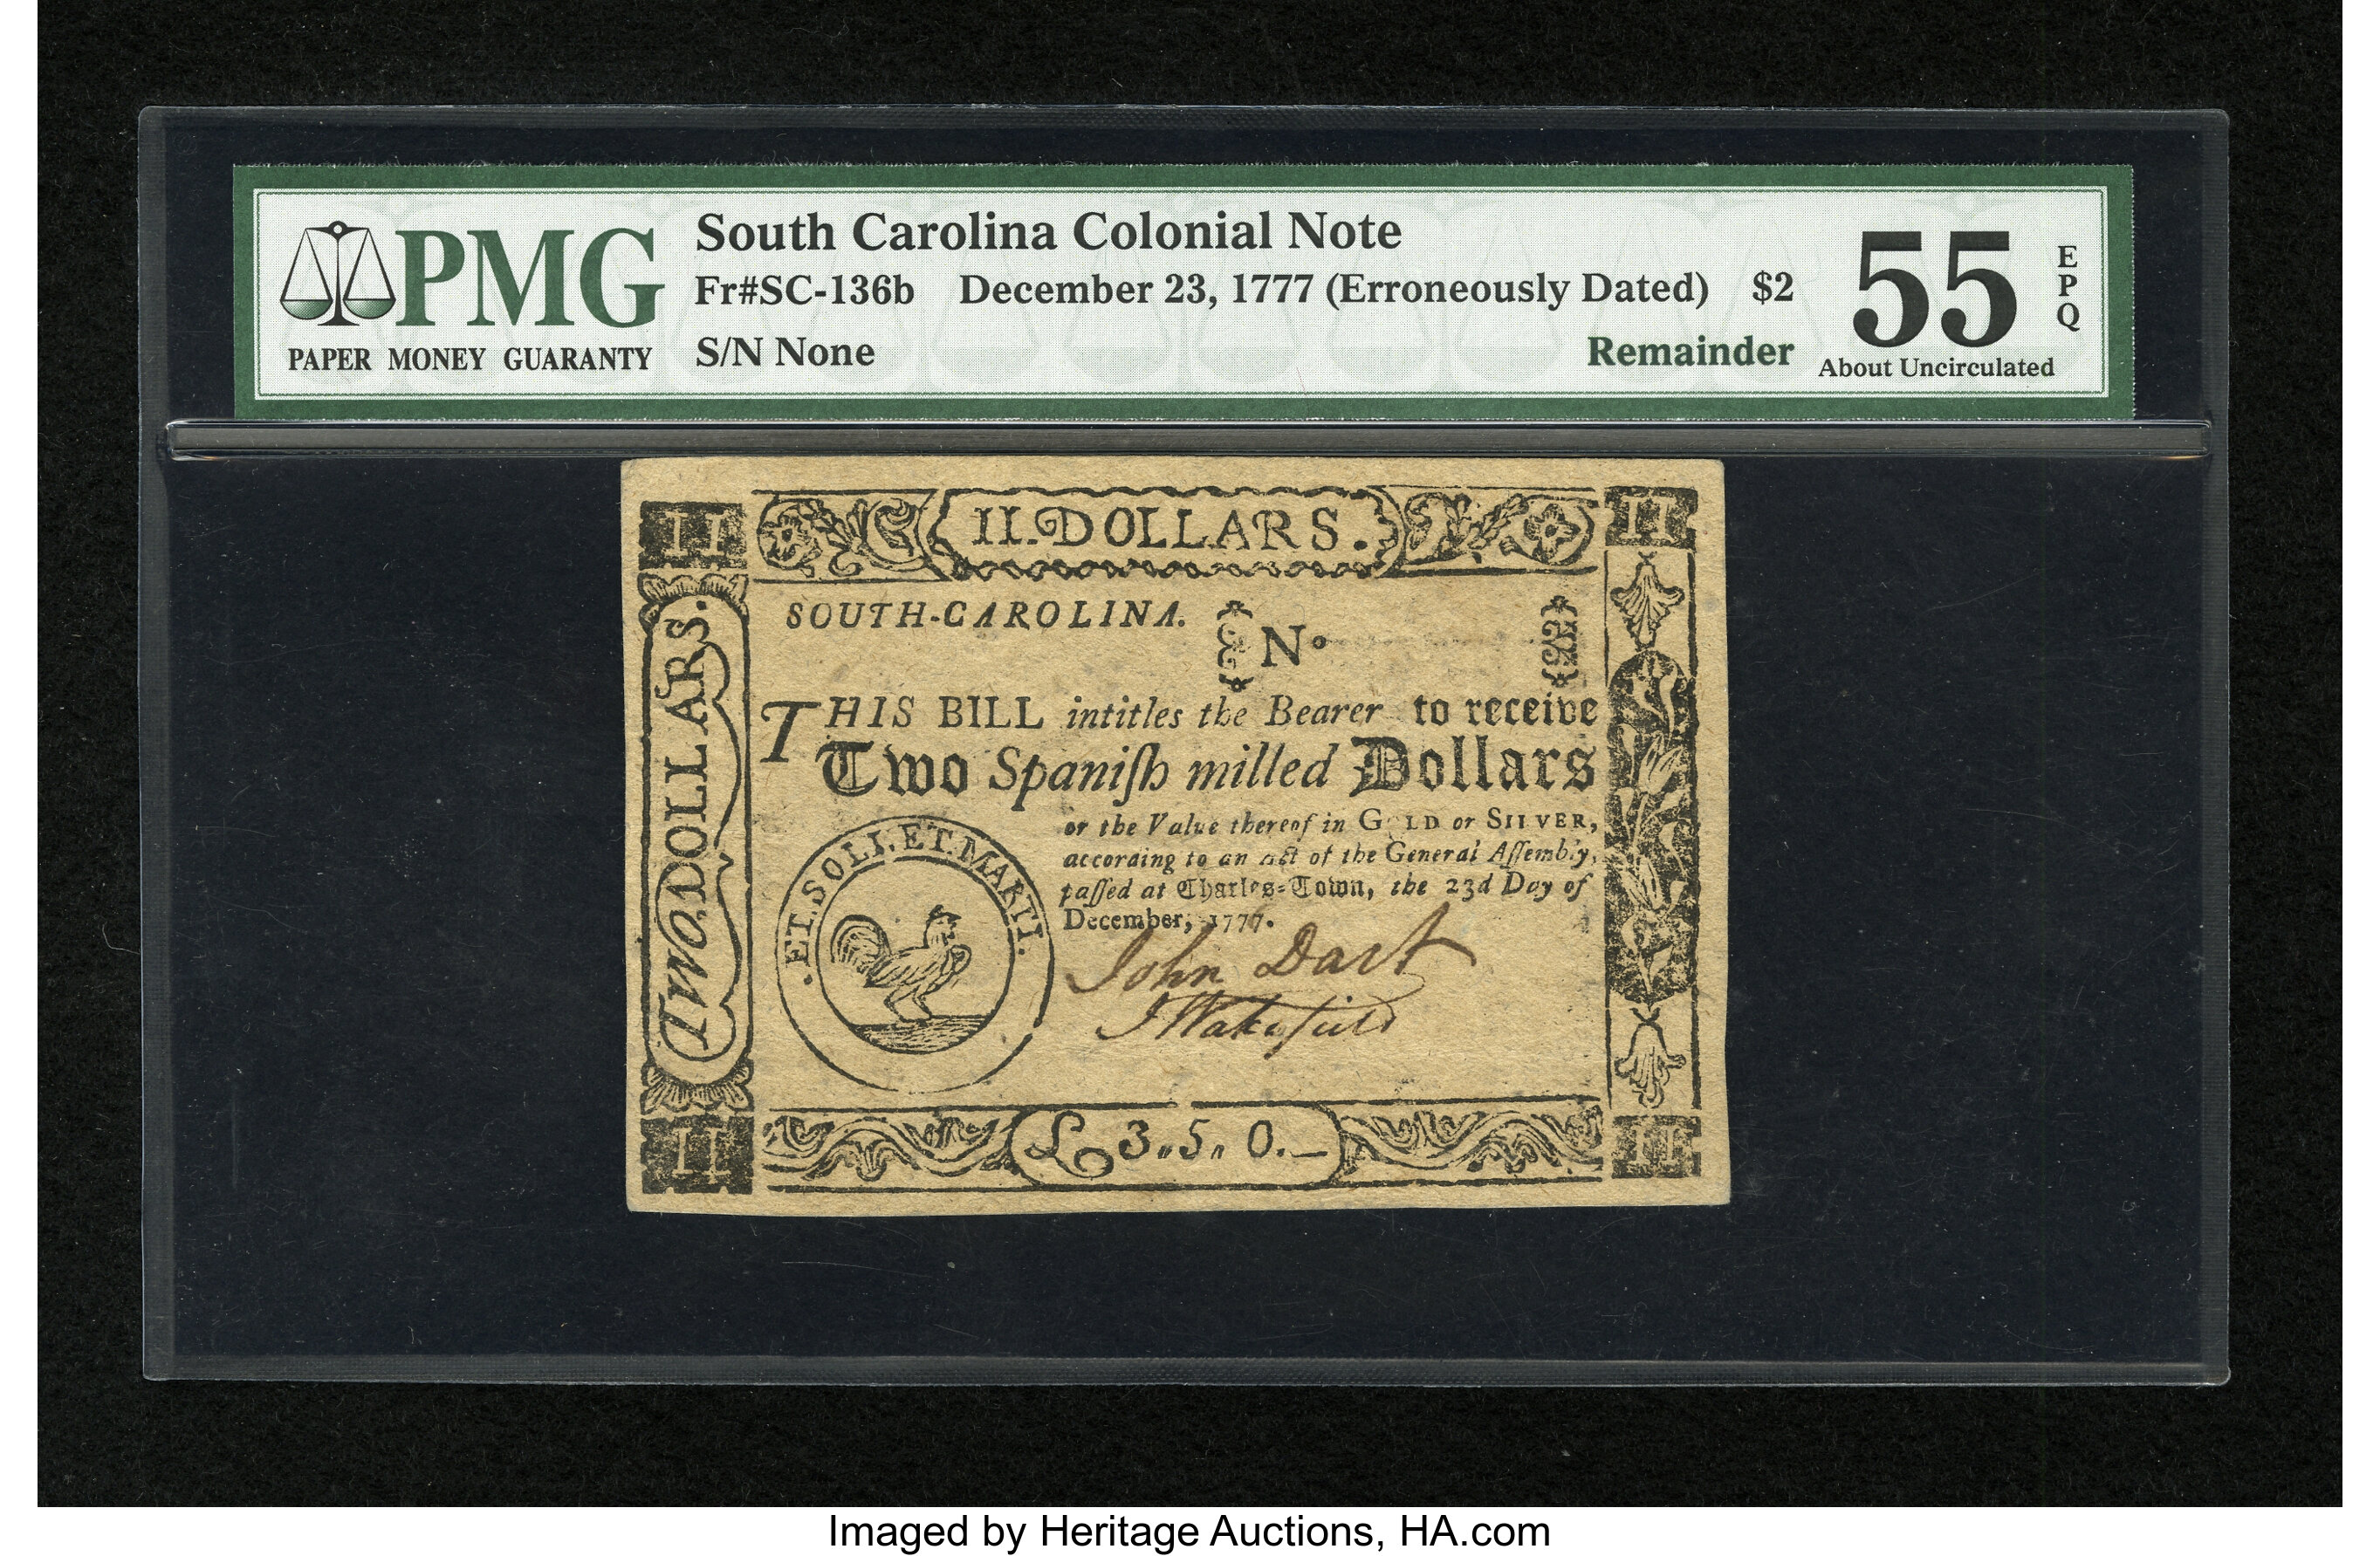 PMG
PAPER MONEY GUARANTY
South Carolina Colonial Note
Fr#SC-136b December 23, 1777 (Erroneously Dated) $2
S/N None
Remainder
55
EPQ
About Uncirculated
II
II. DOLLARS.
II
TWO DOLLARS.
SOUTH-CAROLINA.
No
THIS BILL intitles the Bearer to receive
Two Spaniſh milled Dollars
or the Value thereof in GOLD or SILVER,
according to an Act of the General Aſſembly,
paſſed at Charles-Town, the 23d Day of
December, 1777.
.ET.SOLI.ET.MARTI.
John Dart
J Wakefield
II
£3.5.0.-
II
Imaged by Heritage Auctions, HA.com